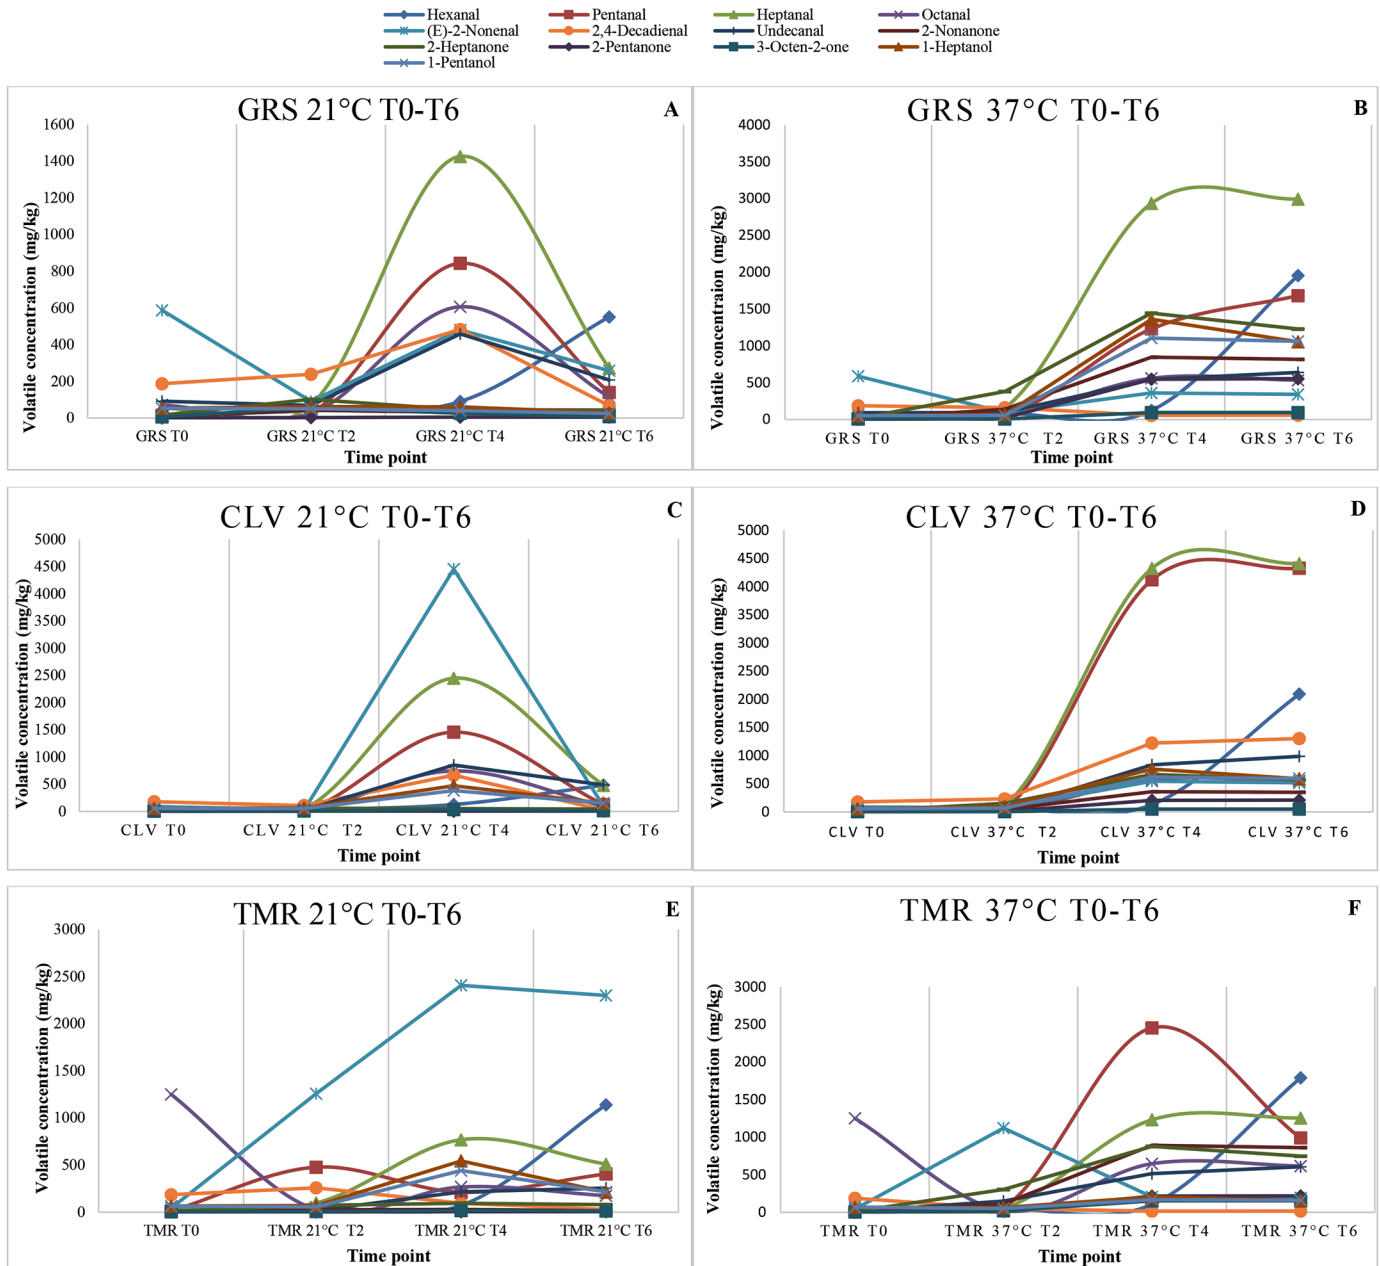 Hexanal Pentanal Heptanal Octanal
(E)-2-Nonenal 2,4-Decadienal Undecanal 2-Nonanone
2-Heptanone 2-Pentanone 3-Octen-2-one 1-Heptanol
1-Pentanol
GRS 21°C T0-T6
A
Volatile concentration (mg/kg)
1600
1400
1200
1000
800
600
400
200
0
GRS T0 GRS 21°C T2 GRS 21°C T4 GRS 21°C T6
Time point
GRS 37°C T0-T6
B
Volatile concentraion (mg/kg)
4000
3500
3000
2500
2000
1500
1000
500
0
GRS T0 GRS 37°C T2 GRS 37°C T4 GRS 37°C T6
Time point
CLV 21°C T0-T6
C
Volatile concentration (mg/kg)
5000
4500
4000
3500
3000
2500
2000
1500
1000
500
0
CLV T0 CLV 21°C T2 CLV 21°C T4 CLV 21°C T6
Time point
CLV 37°C T0-T6
D
Volatile concentration (mg/kg)
5000
4500
4000
3500
3000
2500
2000
1500
1000
500
0
CLV T0 CLV 37°C T2 CLV 37°C T4 CLV 37°C T6
Time point
TMR 21°C T0-T6
E
Volatile concentration (mg/kg)
3000
2500
2000
1500
1000
500
0
TMR T0 TMR 21°C T2 TMR 21°C T4 TMR 21°C T6
Time point
TMR 37°C T0-T6
F
Volatile concentration (mg/kg)
3000
2500
2000
1500
1000
500
0
TMR T0 TMR 37°C T2 TMR 37°C T4 TMR 37°C T6
Time point